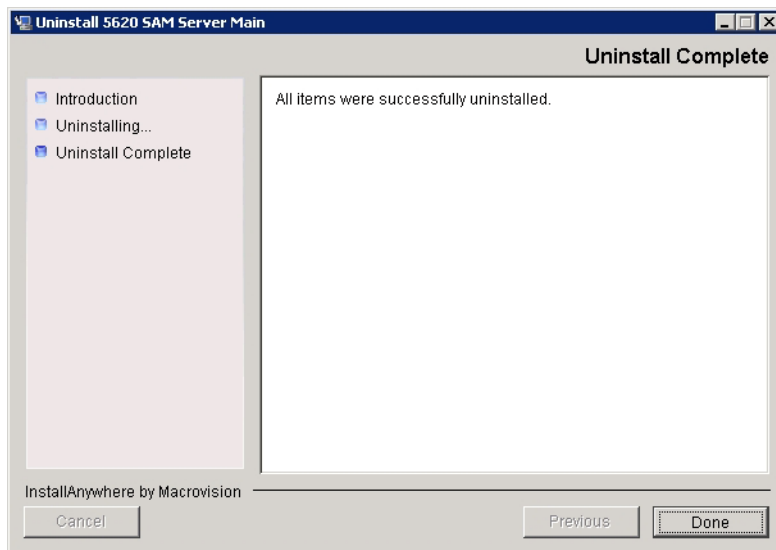 Uninstall 5620 SAM Server Main
Uninstall Complete
Introduction
Uninstalling...
Uninstall Complete
All items were successfully uninstalled.
InstallAnywhere by Macrovision
Cancel
Previous
Done